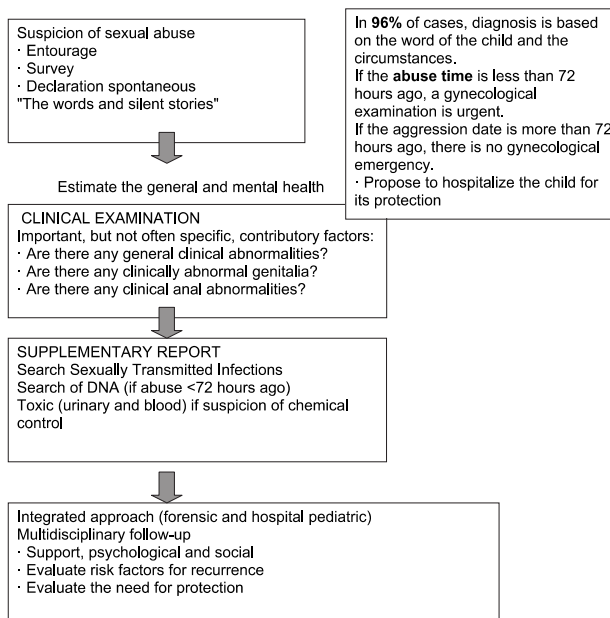 Suspicion of sexual abuse
· Entourage
· Survey
· Declaration spontaneous
"The words and silent stories"
In 96% of cases, diagnosis is based
on the word of the child and the
circumstances.
If the abuse time is less than 72
hours ago, a gynecological
examination is urgent.
If the aggression date is more than 72
hours ago, there is no gynecological
emergency.
· Propose to hospitalize the child for
its protection
Estimate the general and mental health
CLINICAL EXAMINATION
Important, but not often specific, contributory factors:
· Are there any general clinical abnormalities?
· Are there any clinically abnormal genitalia?
· Are there any clinical anal abnormalities?
SUPPLEMENTARY REPORT
Search Sexually Transmitted Infections
Search of DNA (if abuse <72 hours ago)
Toxic (urinary and blood) if suspicion of chemical
control
Integrated approach (forensic and hospital pediatric)
Multidisciplinary follow-up
· Support, psychological and social
· Evaluate risk factors for recurrence
· Evaluate the need for protection